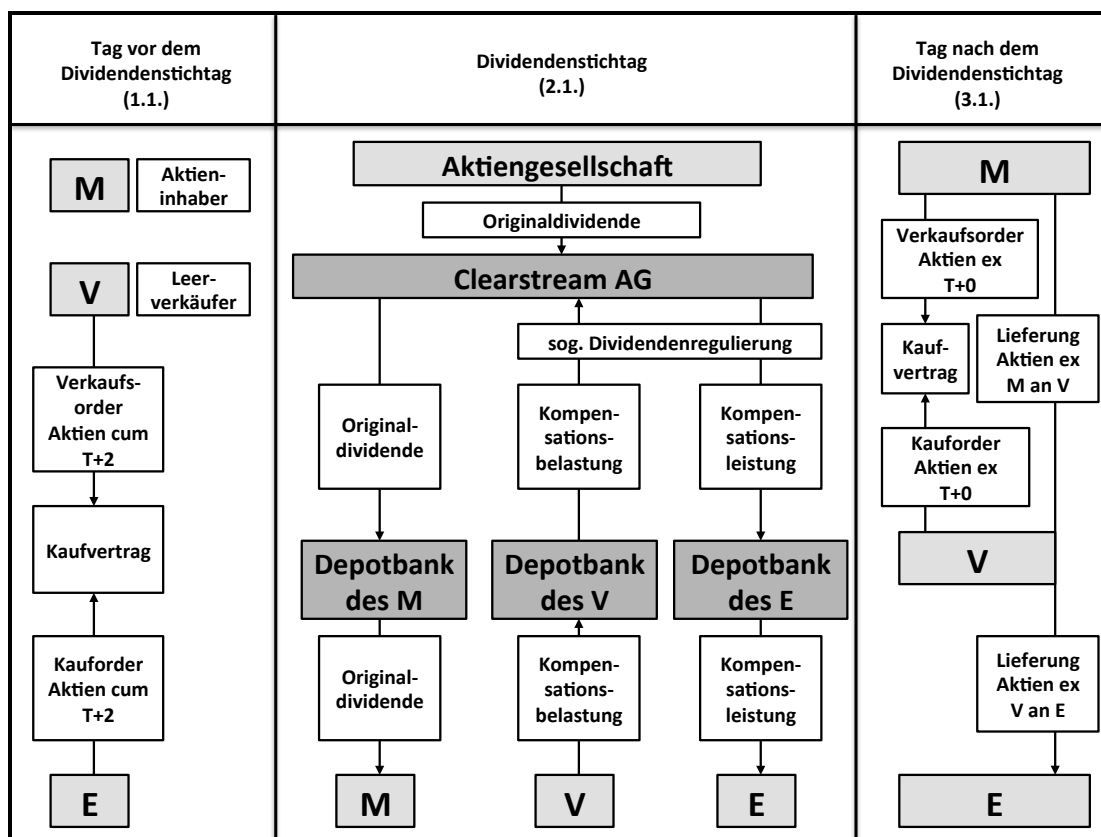 Tag vor dem
Dividendenstichtag
(1.1.)
Dividendenstichtag
(2.1.)
Tag nach dem
Dividendenstichtag
(3.1.)
M
Aktien-
inhaber
V
Leer-
verkäufer
Verkaufs-
order
Aktien cum
T+2
Kaufvertrag
Kauforder
Aktien cum
T+2
E
Aktiengesellschaft
Originaldividende
Clearstream AG
sog. Dividendenregulierung
Original-
dividende
Kompen-
sations-
belastung
Kompen-
sations-
leistung
Depotbank
des M
Depotbank
des V
Depotbank
des E
Original-
dividende
Kompen-
sations-
belastung
Kompen-
sations-
leistung
M
V
E
M
Verkaufsorder
Aktien ex
T+0
Kauf-
vertrag
Lieferung
Aktien ex
M an V
Kauforder
Aktien ex
T+0
V
Lieferung
Aktien ex
V an E
E